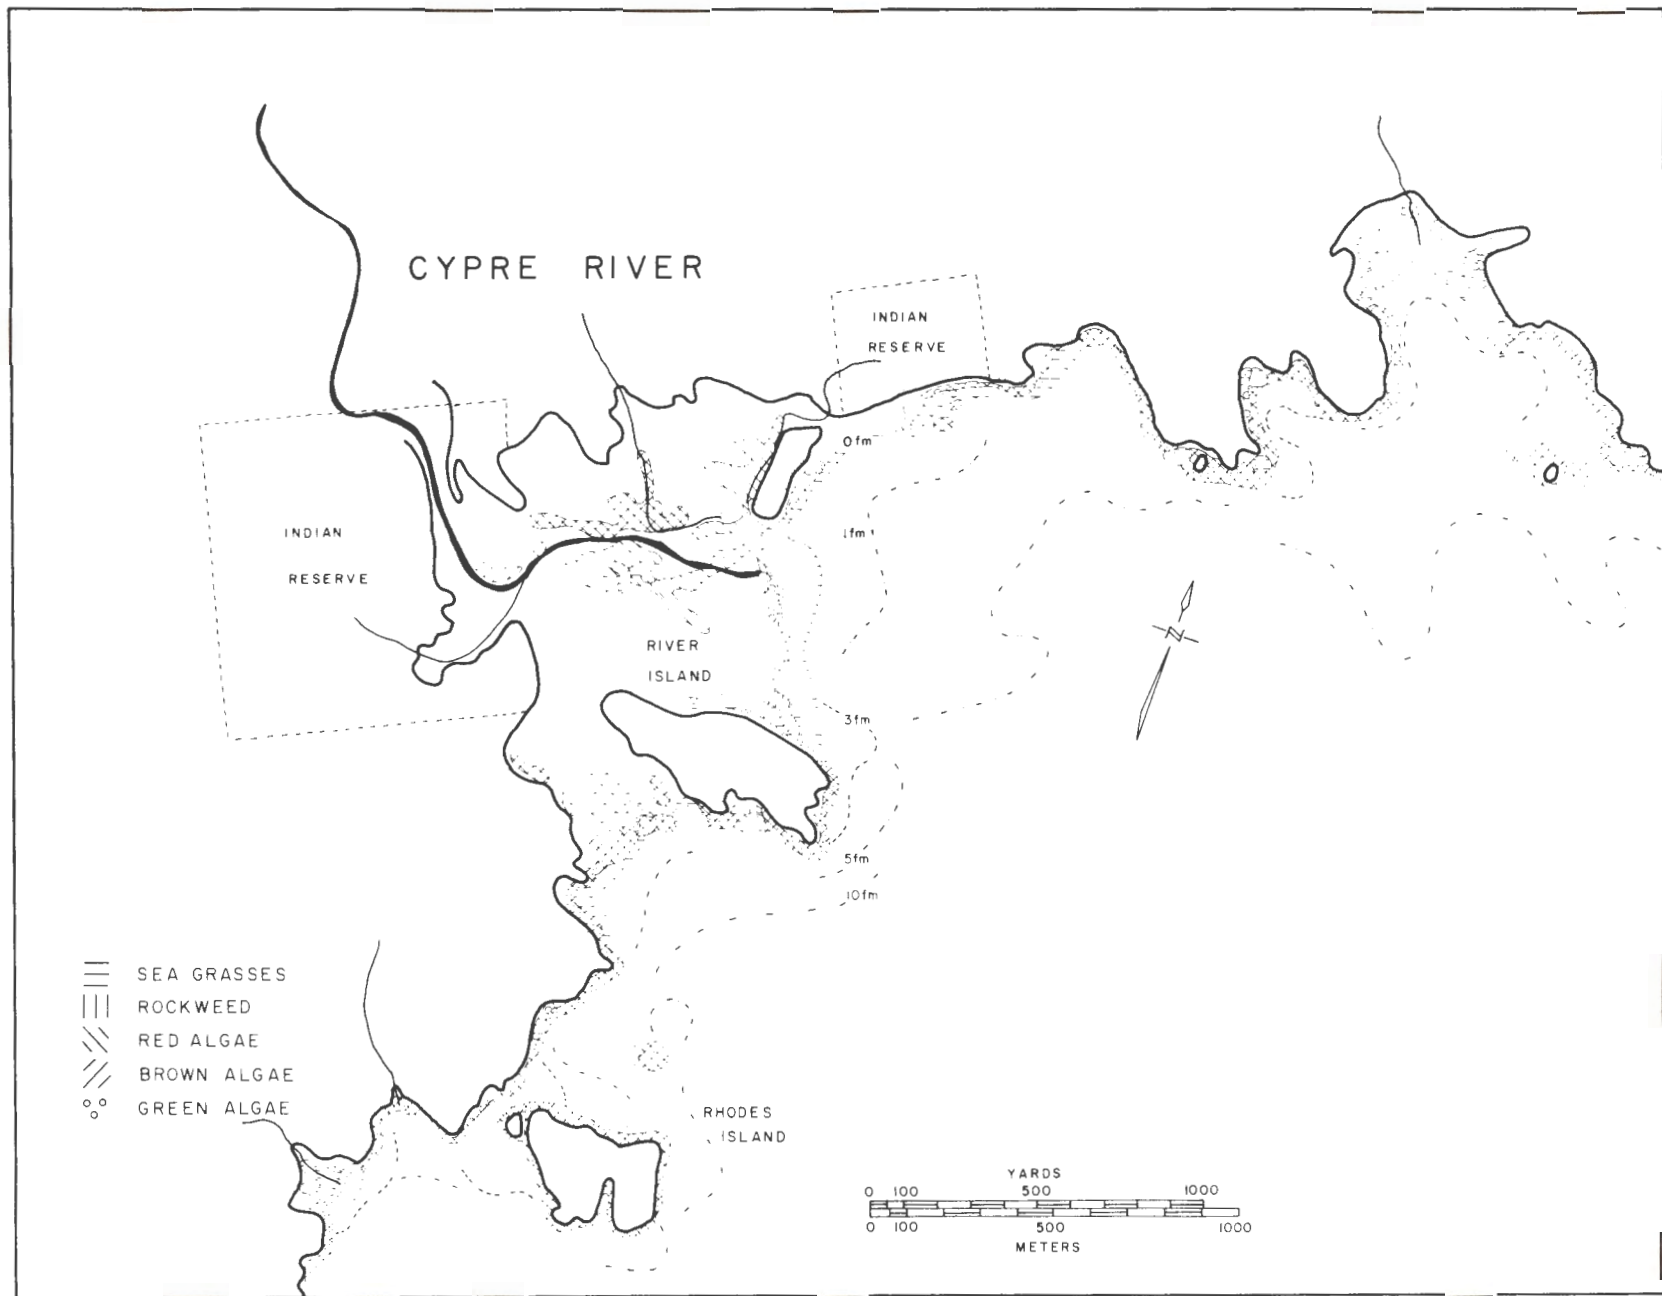 CYPRE RIVER
INDIAN
RESERVE
0fm
1fm
INDIAN
RESERVE
N
RIVER
ISLAND
3fm
5fm
10fm
SEA GRASSES
ROCKWEED
RED ALGAE
BROWN ALGAE
GREEN ALGAE
RHODES
ISLAND
YARDS
0 100 500 1000
0 100 500 1000
METERS